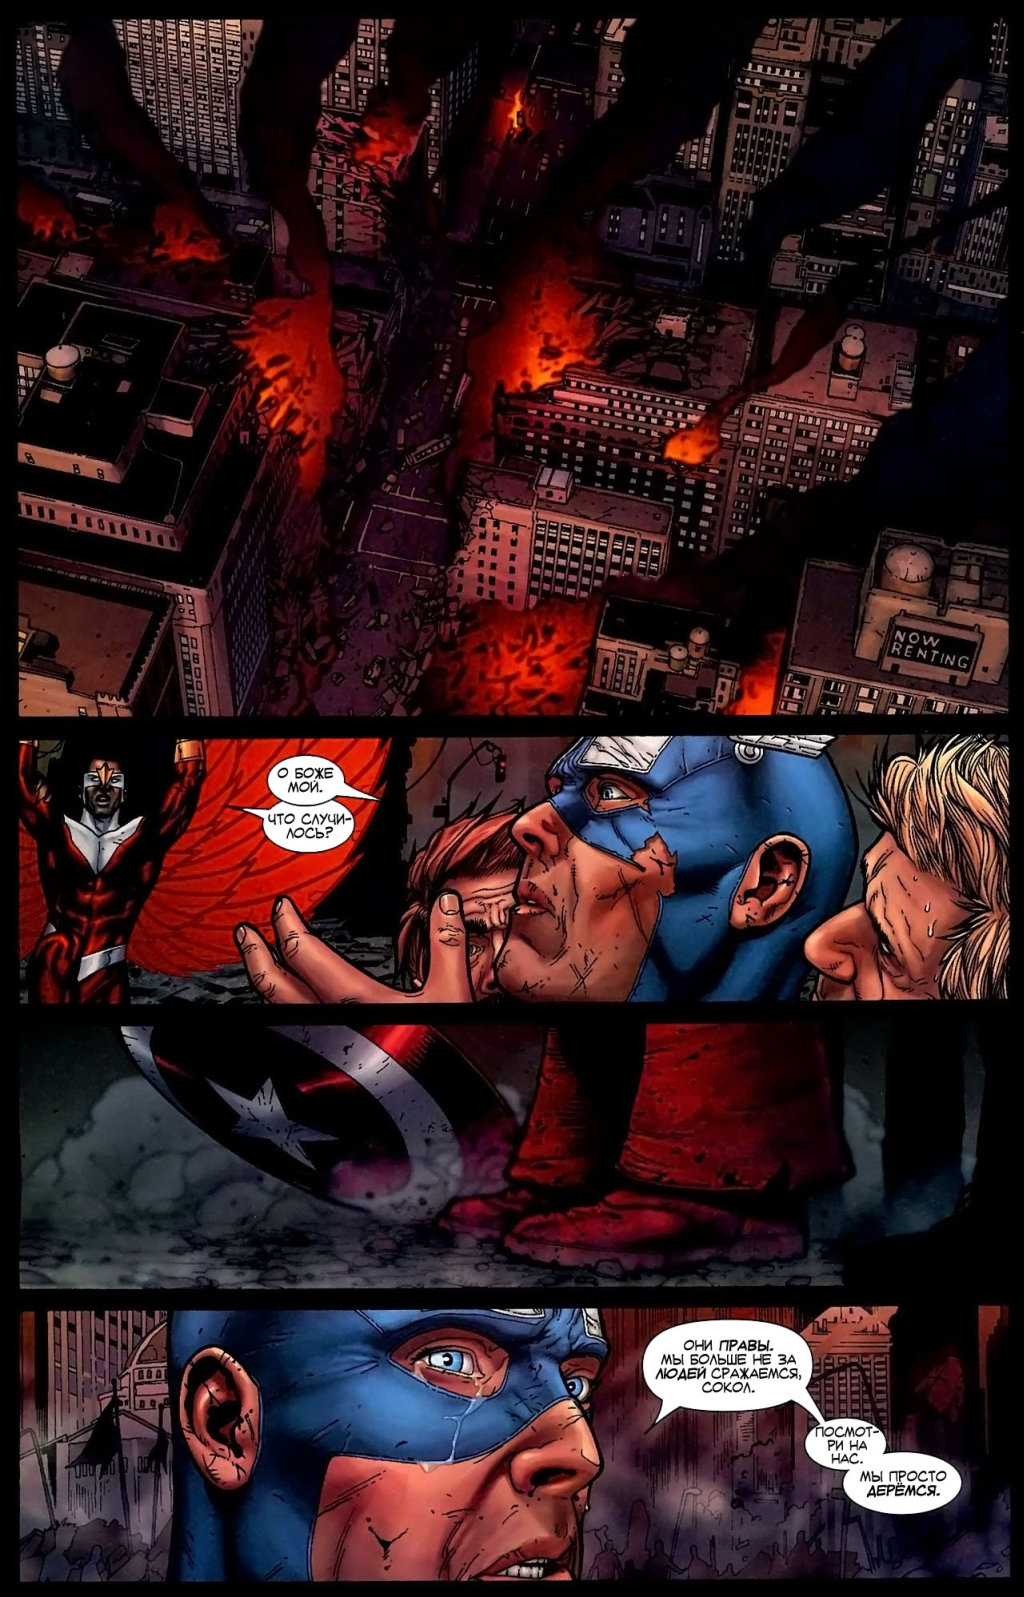 NOW
RENTING
О БОЖЕ
МОЙ.
ЧТО СЛУЧИ-
ЛОСЬ?
ОНИ ПРАВЫ.
МЫ БОЛЬШЕ НЕ ЗА
ЛЮДЕЙ СРАЖАЕМСЯ,
СОКОЛ.
ПОСМОТ-
РИ НА
НАС.
МЫ ПРОСТО
ДЕРЁМСЯ.